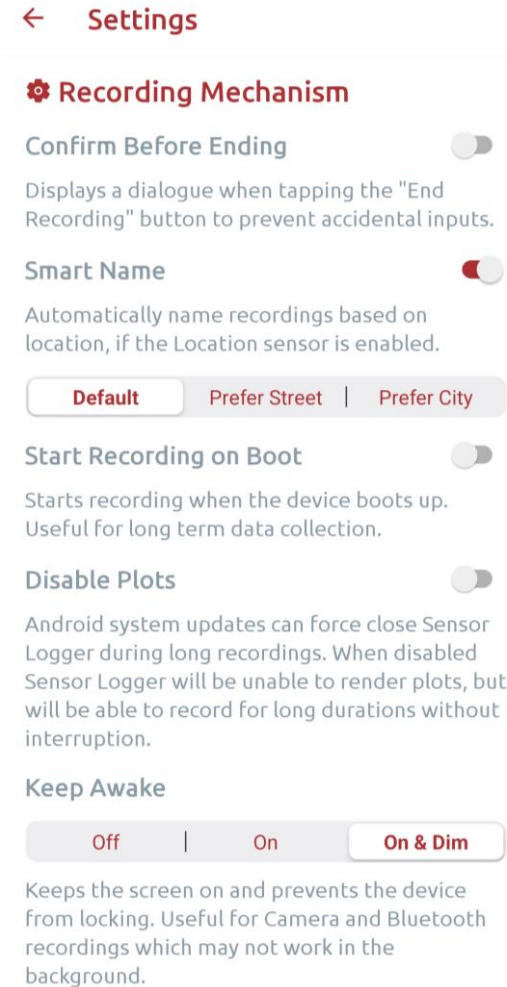 Settings
Recording Mechanism
Confirm Before Ending
Displays a dialogue when tapping the "End
Recording" button to prevent accidental inputs.
Smart Name
Automatically name recordings based on
location, if the Location sensor is enabled.
Default Prefer Street | Prefer City
Start Recording on Boot
Starts recording when the device boots up.
Useful for long term data collection.
Disable Plots
Android system updates can force close Sensor
Logger during long recordings. When disabled
Sensor Logger will be unable to render plots, but
will be able to record for long durations without
interruption.
Keep Awake
Off | On On & Dim
Keeps the screen on and prevents the device
from locking. Useful for Camera and Bluetooth
recordings which may not work in the
background.